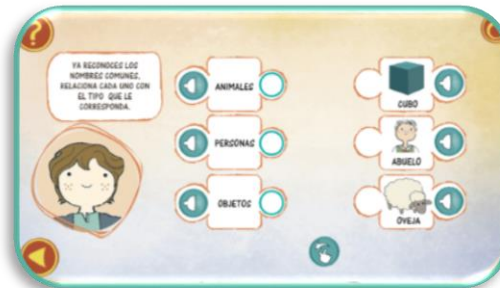 ?
YA RECONOCES LOS
NOMBRES COMUNES,
RELACIONA CADA UNO CON
EL TIPO QUE LE
CORRESPONDA.
ANIMALES
CUBO
PERSONAS
ABUELO
OBJETOS
OVEJA